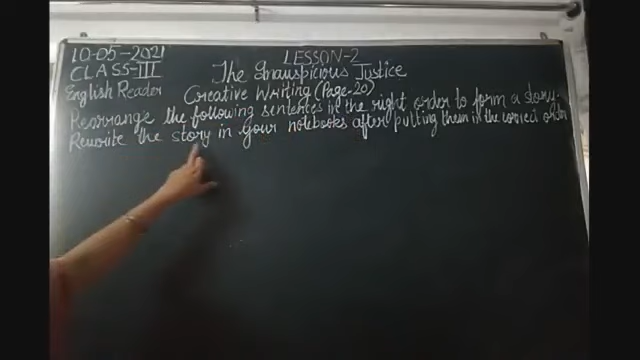 10-05-2021
LESSON-2
CLASS-III
The Inauspicious Justice
English Reader
Creative Writing (Page-20)
Rearrange the following sentences in the right order to form a story.
Rewrite the story in your notebooks after putting them in the correct order